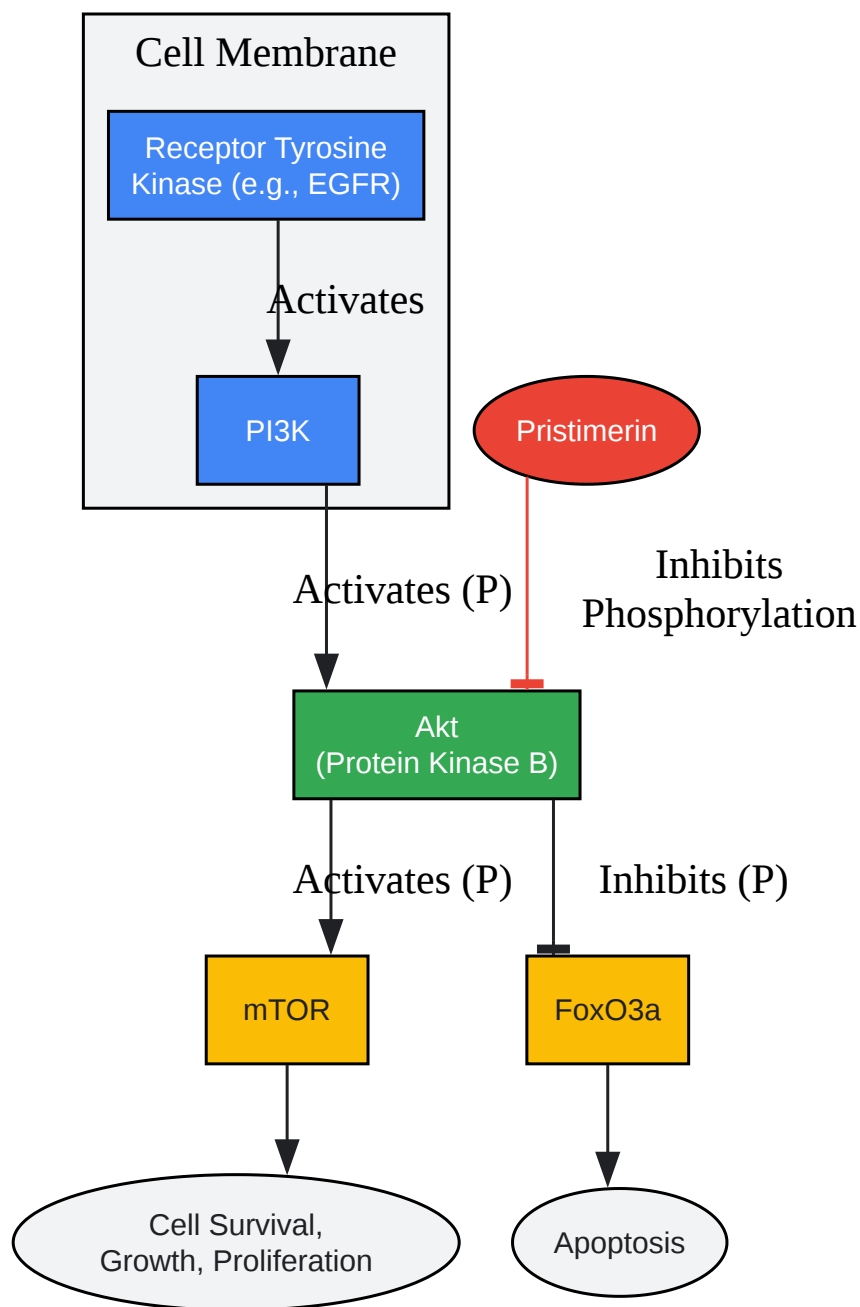 Cell Membrane
Receptor Tyrosine
Kinase (e.g., EGFR)
Activates
PI3K
Pristimerin
Activates (P)
Inhibits
Phosphorylation
Akt
(Protein Kinase B)
Activates (P)
Inhibits (P)
mTOR
FoxO3a
Cell Survival,
Growth, Proliferation
Apoptosis